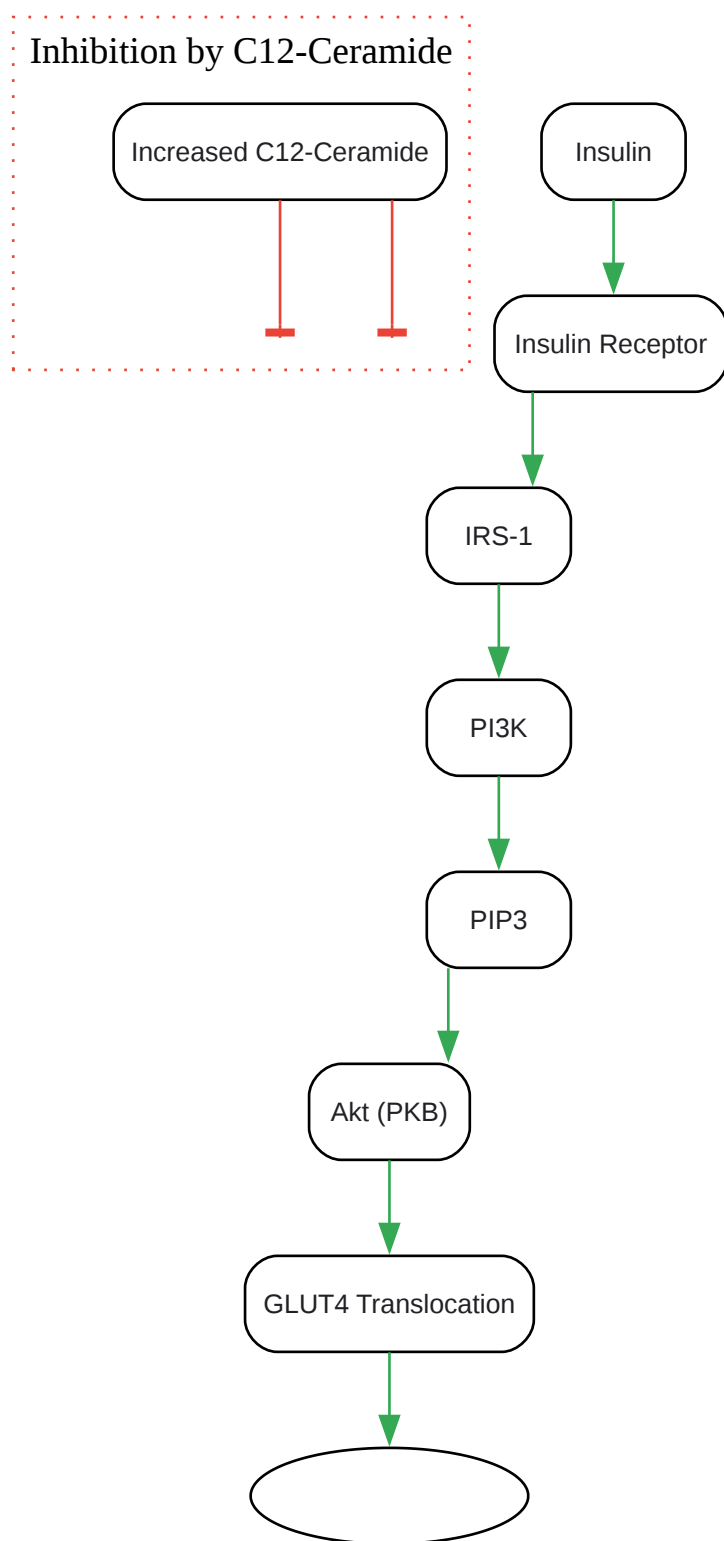 Inhibition by C12-Ceramide
Increased C12-Ceramide
Insulin
Insulin Receptor
IRS-1
PI3K
PIP3
Akt (PKB)
GLUT4 Translocation